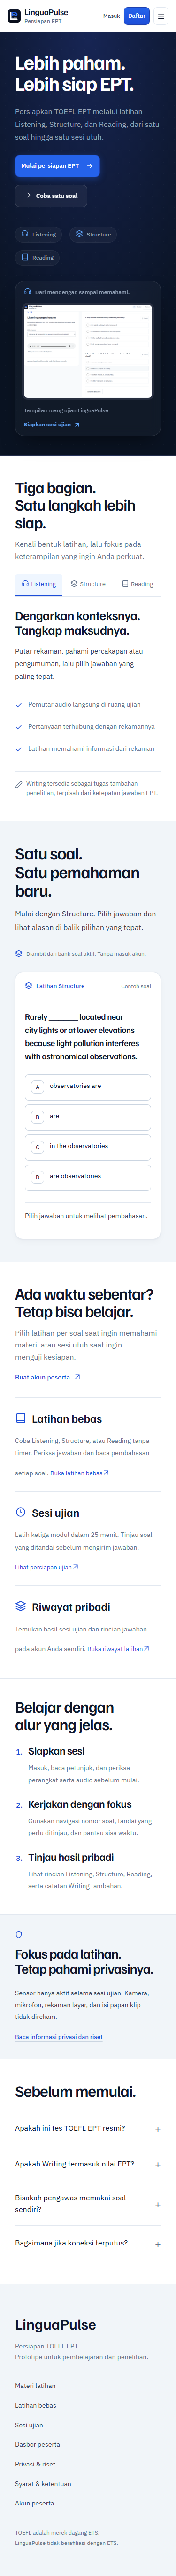 LinguaPulse
Persiapan EPT
Masuk
Daftar
Lebih paham.
Lebih siap EPT.
Persiapkan TOEFL EPT melalui latihan
Listening, Structure, dan Reading, dari satu
soal hingga satu sesi utuh.
Mulai persiapan EPT
Coba satu soal
Listening
Structure
Reading
Dari mendengar, sampai memahami.
Tampilan ruang ujian LinguaPulse
Siapkan sesi ujian
Tiga bagian.
Satu langkah lebih
siap.
Kenali bentuk latihan, lalu fokus pada
keterampilan yang ingin Anda perkuat.
Listening
Structure
Reading
Dengarkan konteksnya.
Tangkap maksudnya.
Putar rekaman, pahami percakapan atau
pengumuman, lalu pilih jawaban yang
paling tepat.
Pemutar audio langsung di ruang ujian
Pertanyaan terhubung dengan rekamannya
Latihan memahami informasi dari rekaman
Writing tersedia sebagai tugas tambahan
penelitian, terpisah dari ketepatan jawaban EPT.
Satu soal.
Satu pemahaman
baru.
Mulai dengan Structure. Pilih jawaban dan
lihat alasan di balik pilihan yang tepat.
Diambil dari bank soal aktif. Tanpa masuk akun.
Latihan Structure
Contoh soal
Rarely ________ located near
city lights or at lower elevations
because light pollution interferes
with astronomical observations.
A observatories are
B are
C in the observatories
D are observatories
Pilih jawaban untuk melihat pembahasan.
Ada waktu sebentar?
Tetap bisa belajar.
Pilih latihan per soal saat ingin memahami
materi, atau sesi utuh saat ingin
menguji kesiapan.
Buat akun peserta
Latihan bebas
Coba Listening, Structure, atau Reading tanpa
timer. Periksa jawaban dan baca pembahasan
setiap soal. Buka latihan bebas
Sesi ujian
Latih ketiga modul dalam 25 menit. Tinjau soal
yang ditandai sebelum mengirim jawaban.
Lihat persiapan ujian
Riwayat pribadi
Temukan hasil sesi ujian dan rincian jawaban
pada akun Anda sendiri. Buka riwayat latihan
Belajar dengan
alur yang jelas.
1. Siapkan sesi
Masuk, baca petunjuk, dan periksa
perangkat serta audio sebelum mulai.
2. Kerjakan dengan fokus
Gunakan navigasi nomor soal, tandai yang
perlu ditinjau, dan pantau sisa waktu.
3. Tinjau hasil pribadi
Lihat rincian Listening, Structure, Reading,
serta catatan Writing tambahan.
Fokus pada latihan.
Tetap pahami privasinya.
Sensor hanya aktif selama sesi ujian. Kamera,
mikrofon, rekaman layar, dan isi papan klip
tidak direkam.
Baca informasi privasi dan riset
Sebelum memulai.
Apakah ini tes TOEFL EPT resmi?
Apakah Writing termasuk nilai EPT?
Bisakah pengawas memakai soal
sendiri?
Bagaimana jika koneksi terputus?
LinguaPulse
Persiapan TOEFL EPT.
Prototipe untuk pembelajaran dan penelitian.
Materi latihan
Latihan bebas
Sesi ujian
Dasbor peserta
Privasi & riset
Syarat & ketentuan
Akun peserta
TOEFL adalah merek dagang ETS.
LinguaPulse tidak berafiliasi dengan ETS.